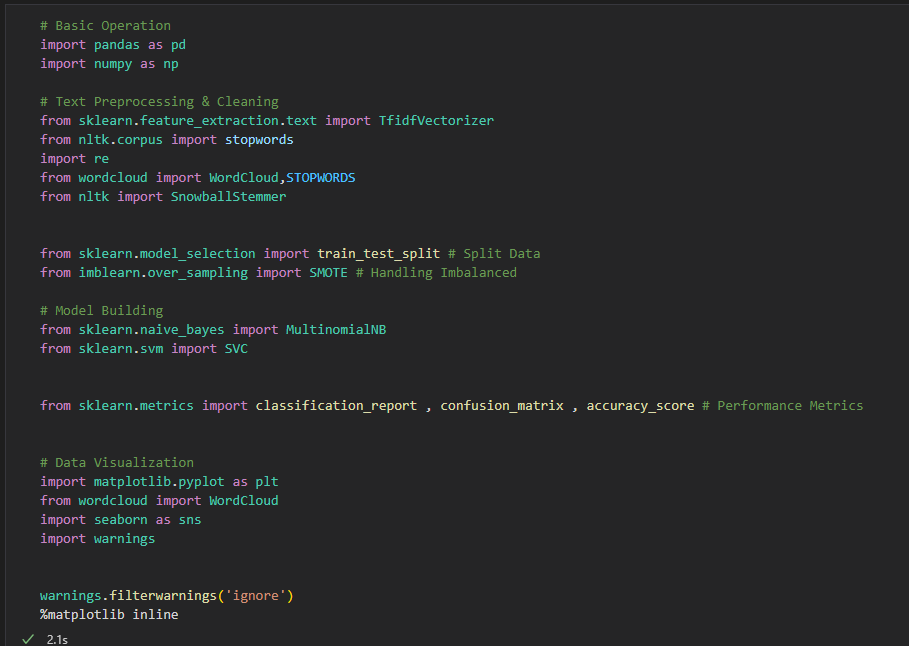 # Basic Operation
import pandas as pd
import numpy as np
# Text Preprocessing & Cleaning
from sklearn.feature_extraction.text import TfidfVectorizer
from nltk.corpus import stopwords
import re
from wordcloud import WordCloud,STOPWORDS
from nltk import SnowballStemmer
from sklearn.model_selection import train_test_split # Split Data
from imblearn.over_sampling import SMOTE # Handling Imbalanced
# Model Building
from sklearn.naive_bayes import MultinomialNB
from sklearn.svm import SVC
from sklearn.metrics import classification_report , confusion_matrix , accuracy_score # Performance Metrics
# Data Visualization
import matplotlib.pyplot as plt
from wordcloud import WordCloud
import seaborn as sns
import warnings
warnings.filterwarnings('ignore')
%matplotlib inline
2.1s